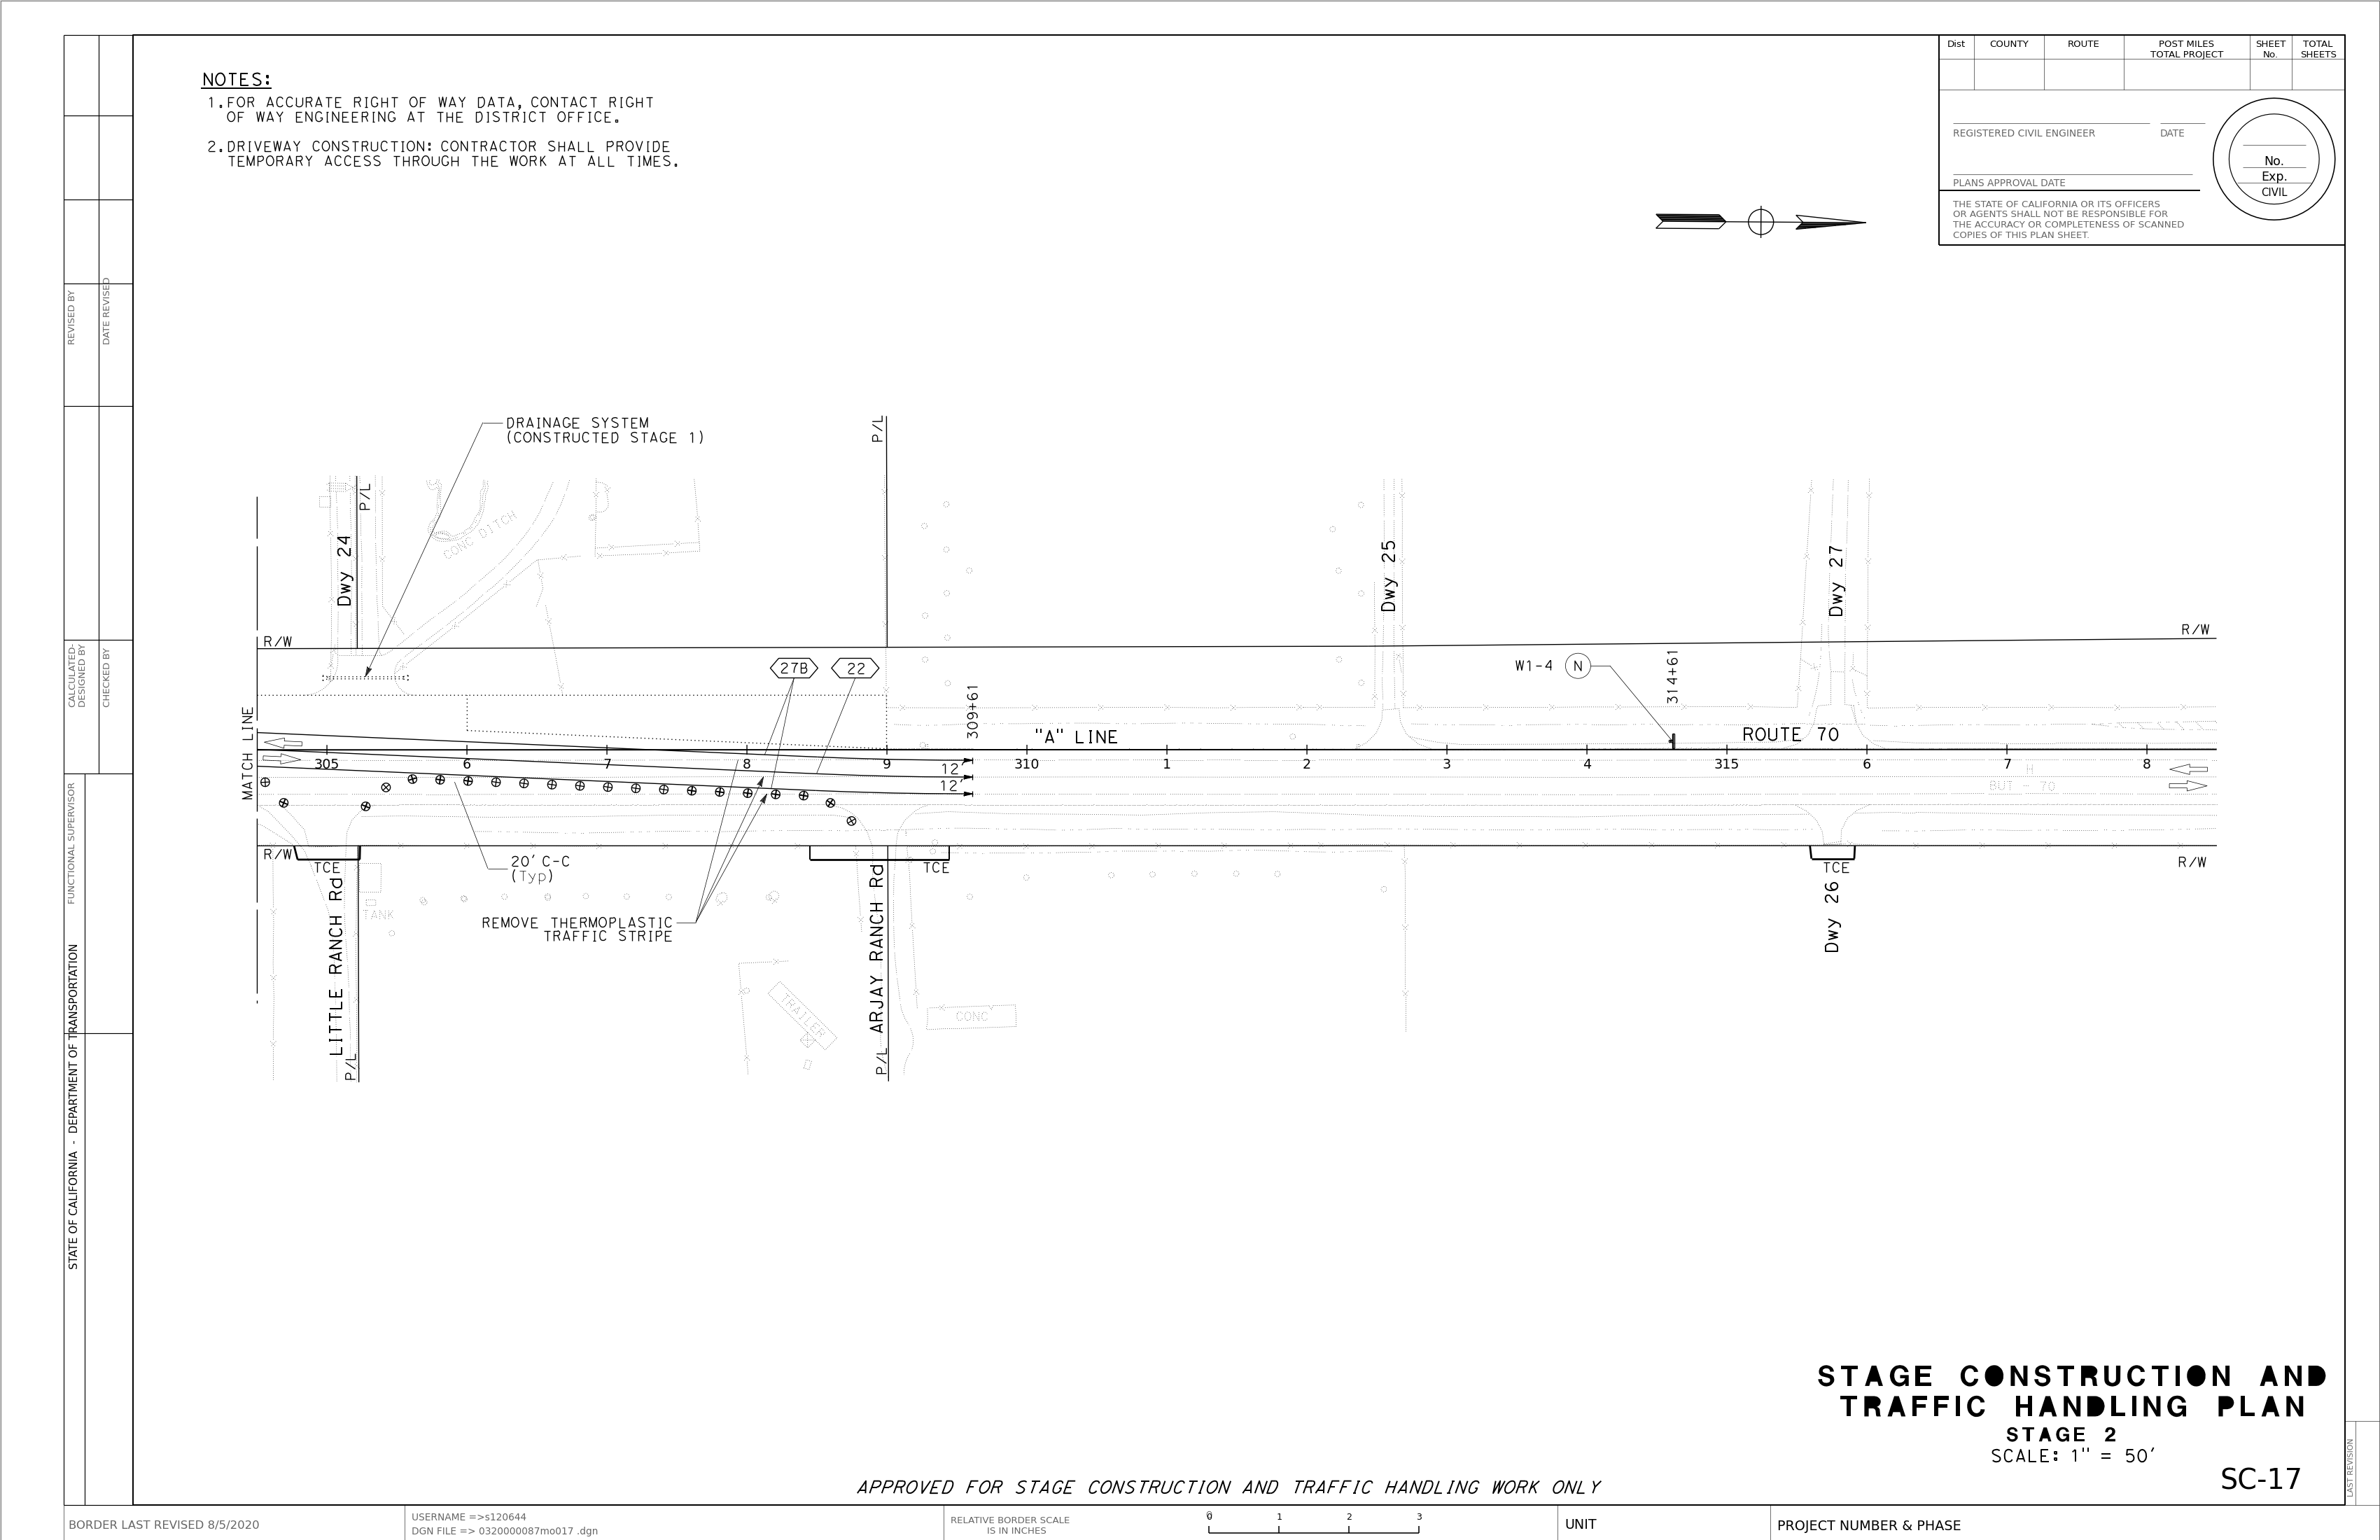 NOTES:
1. FOR ACCURATE RIGHT OF WAY DATA, CONTACT RIGHT
OF WAY ENGINEERING AT THE DISTRICT OFFICE.
2. DRIVEWAY CONSTRUCTION: CONTRACTOR SHALL PROVIDE
TEMPORARY ACCESS THROUGH THE WORK AT ALL TIMES.
Dist COUNTY ROUTE POST MILES TOTAL PROJECT SHEET No. TOTAL SHEETS
REGISTERED CIVIL ENGINEER DATE
PLANS APPROVAL DATE
No.
Exp.
CIVIL
THE STATE OF CALIFORNIA OR ITS OFFICERS
OR AGENTS SHALL NOT BE RESPONSIBLE FOR
THE ACCURACY OR COMPLETENESS OF SCANNED
COPIES OF THIS PLAN SHEET.
REVISED BY
DATE REVISED
CALCULATED-
DESIGNED BY
CHECKED BY
FUNCTIONAL SUPERVISOR
STATE OF CALIFORNIA - DEPARTMENT OF TRANSPORTATION
DRAINAGE SYSTEM
(CONSTRUCTED STAGE 1)
P/L
P/L
Dwy 24
CONC DITCH
Dwy 25
Dwy 27
R/W
R/W
27B
22
W1-4 N
314+61
309+61
MATCH LINE
"A" LINE
ROUTE 70
305 6 7 8 9 310 1 2 3 4 315 6 7 8
12'
12'
H
BUT - 70
R/W
R/W
TCE
TCE
TCE
20' C-C
(Typ)
TANK
REMOVE THERMOPLASTIC
TRAFFIC STRIPE
LITTLE RANCH Rd
P/L
ARJAY RANCH Rd
P/L
Dwy 26
TRAILER
CONC
STAGE CONSTRUCTION AND
TRAFFIC HANDLING PLAN
STAGE 2
SCALE: 1" = 50'
SC-17
APPROVED FOR STAGE CONSTRUCTION AND TRAFFIC HANDLING WORK ONLY
LAST REVISION
BORDER LAST REVISED 8/5/2020
USERNAME =>s120644
DGN FILE => 0320000087mo017 .dgn
RELATIVE BORDER SCALE
IS IN INCHES
0 1 2 3
UNIT
PROJECT NUMBER & PHASE